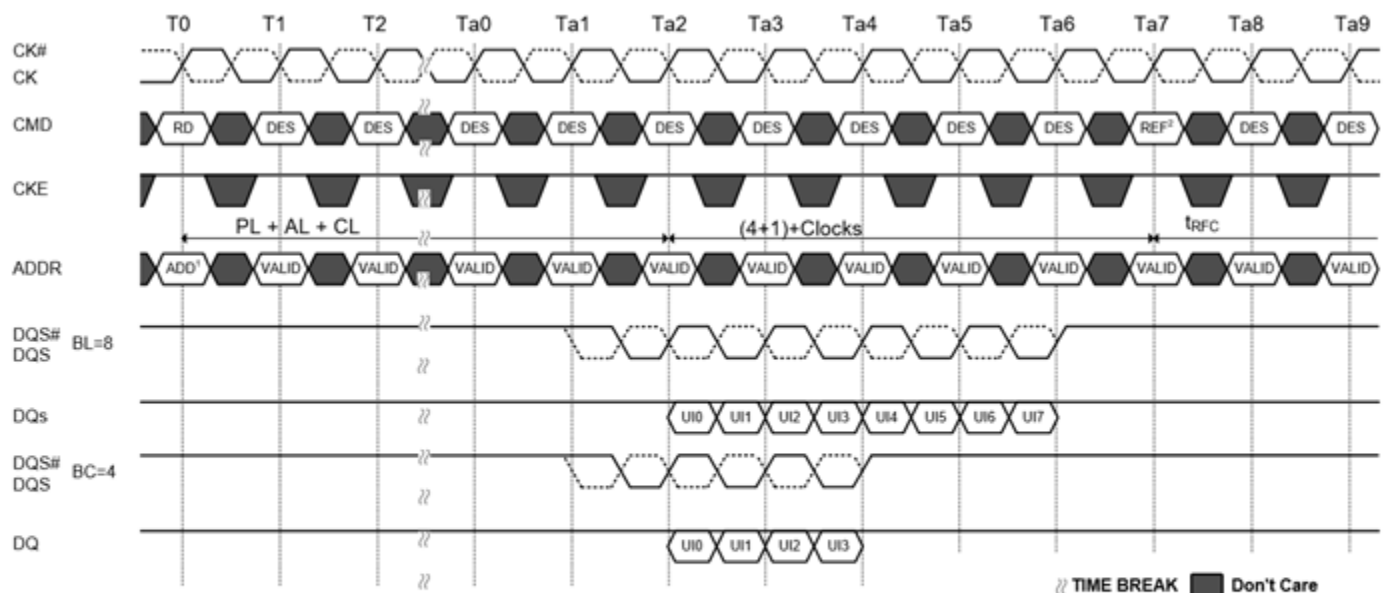 T0 T1 T2 Ta0 Ta1 Ta2 Ta3 Ta4 Ta5 Ta6 Ta7 Ta8 Ta9
CK#
CK
CMD RD DES DES DES DES DES DES DES DES DES REF² DES DES
CKE
PL + AL + CL (4+1)+Clocks tRFC
ADDR ADD¹ VALID VALID VALID VALID VALID VALID VALID VALID VALID VALID VALID VALID
DQS# BL=8
DQS
DQs UI0 UI1 UI2 UI3 UI4 UI5 UI6 UI7
DQS# BC=4
DQS
DQ UI0 UI1 UI2 UI3
TIME BREAK Don't Care